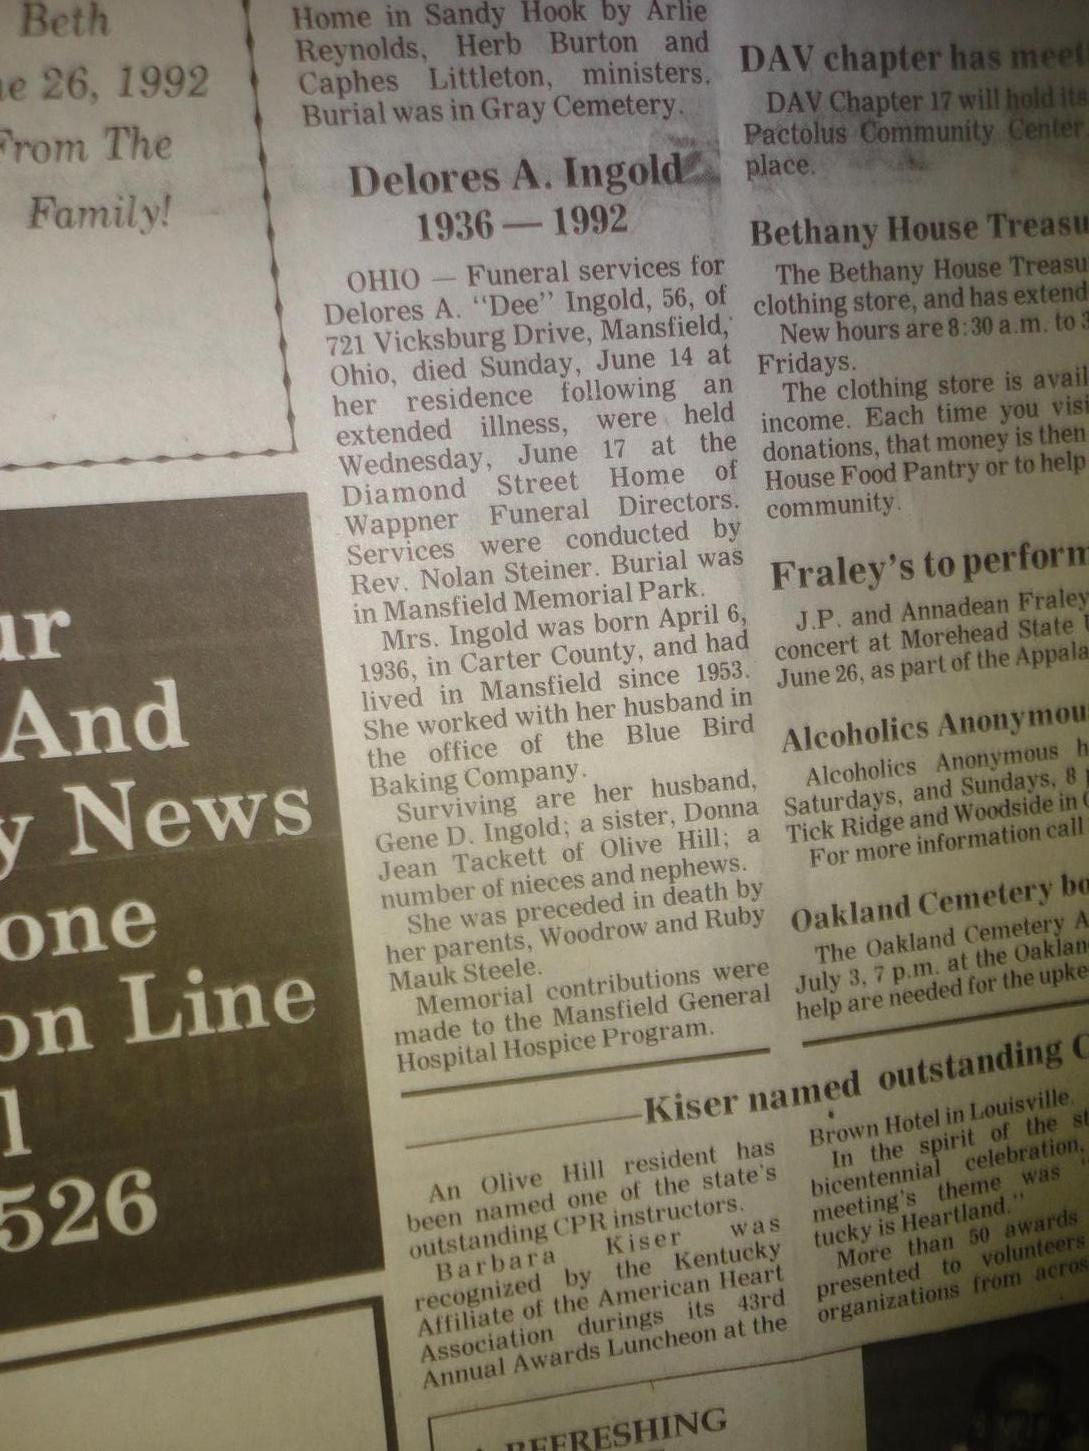 Beth
26, 1992
From The
Family!
ur
And
News
one
on Line
526
Home in Sandy Hook by Arlie
Reynolds, Herb Burton and
Caphes Littleton, ministers.
Burial was in Gray Cemetery.
Delores A. Ingold
1936 — 1992
OHIO — Funeral services for
Delores A. "Dee" Ingold, 56, of
721 Vicksburg Drive, Mansfield,
Ohio, died Sunday, June 14 at
her residence following an
extended illness, were held
Wednesday, June 17 at the
Diamond Street Home of
Wappner Funeral Directors.
Services were conducted by
Rev. Nolan Steiner. Burial was
in Mansfield Memorial Park.
Mrs. Ingold was born April 6,
1936, in Carter County, and had
lived in Mansfield since 1953.
She worked with her husband in
the office of the Blue Bird
Baking Company.
Surviving are her husband,
Gene D. Ingold; a sister, Donna
Jean Tackett of Olive Hill; a
number of nieces and nephews.
She was preceded in death by
her parents, Woodrow and Ruby
Mauk Steele.
Memorial contributions were
made to the Mansfield General
Hospital Hospice Program.
DAV chapter has meet
DAV Chapter 17 will hold its
Pactolus Community Center
place.
Bethany House Treasu
The Bethany House Treasu
clothing store, and has extend
New hours are 8:30 a.m. to 3
Fridays.
The clothing store is avail
income. Each time you visi
donations, that money is then
House Food Pantry or to help
community.
Fraley's to perform
J.P. and Annadean Fraley
concert at Morehead State U
June 26, as part of the Appala
Alcoholics Anonymou
Alcoholics Anonymous h
Saturdays, and Sundays, 8
Tick Ridge and Woodside in
For more information call
Oakland Cemetery bo
The Oakland Cemetery A
July 3, 7 p.m. at the Oaklan
help are needed for the upke
Kiser named outstanding C
An Olive Hill resident has
been named one of the state's
outstanding CPR instructors.
Barbara Kiser was
recognized by the Kentucky
Affiliate of the American Heart
Association durings its 43rd
Annual Awards Luncheon at the
Brown Hotel in Louisville.
In the spirit of the st
bicentennial celebration,
meeting's theme was
tucky is Heartland."
More than 50 awards
presented to volunteers
organizations from acros
REFRESHING